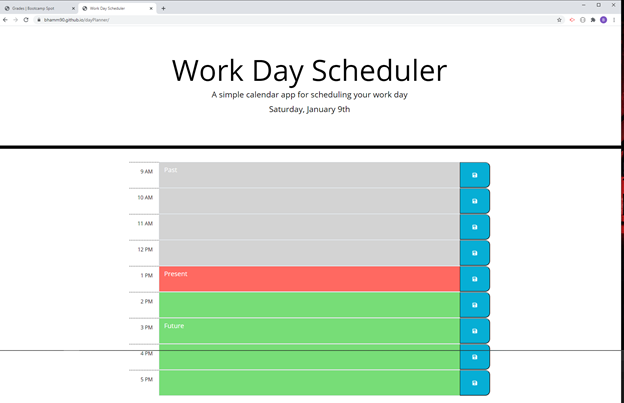 Grades | Bootcamp Spot
Work Day Scheduler
bhamm90.github.io/dayPlanner/
Work Day Scheduler
A simple calendar app for scheduling your work day
Saturday, January 9th
9 AM Past
10 AM
11 AM
12 PM
1 PM Present
2 PM
3 PM Future
4 PM
5 PM